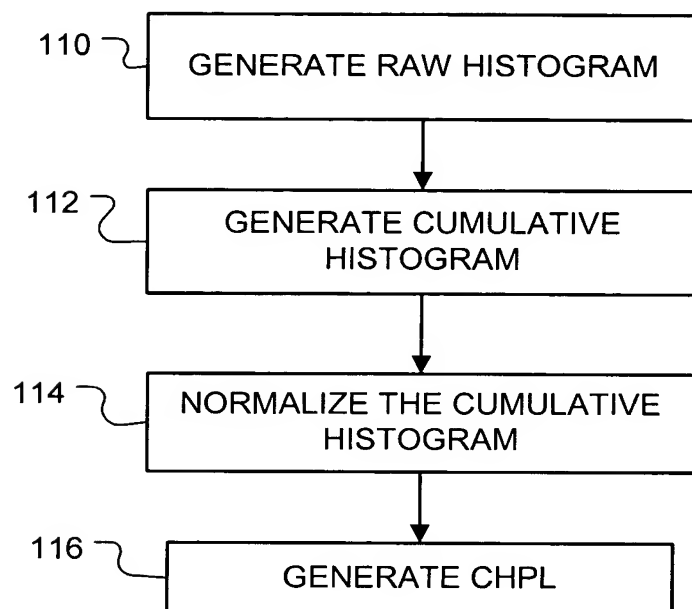 110
GENERATE RAW HISTOGRAM
112
GENERATE CUMULATIVE
HISTOGRAM
114
NORMALIZE THE CUMULATIVE
HISTOGRAM
116
GENERATE CHPL